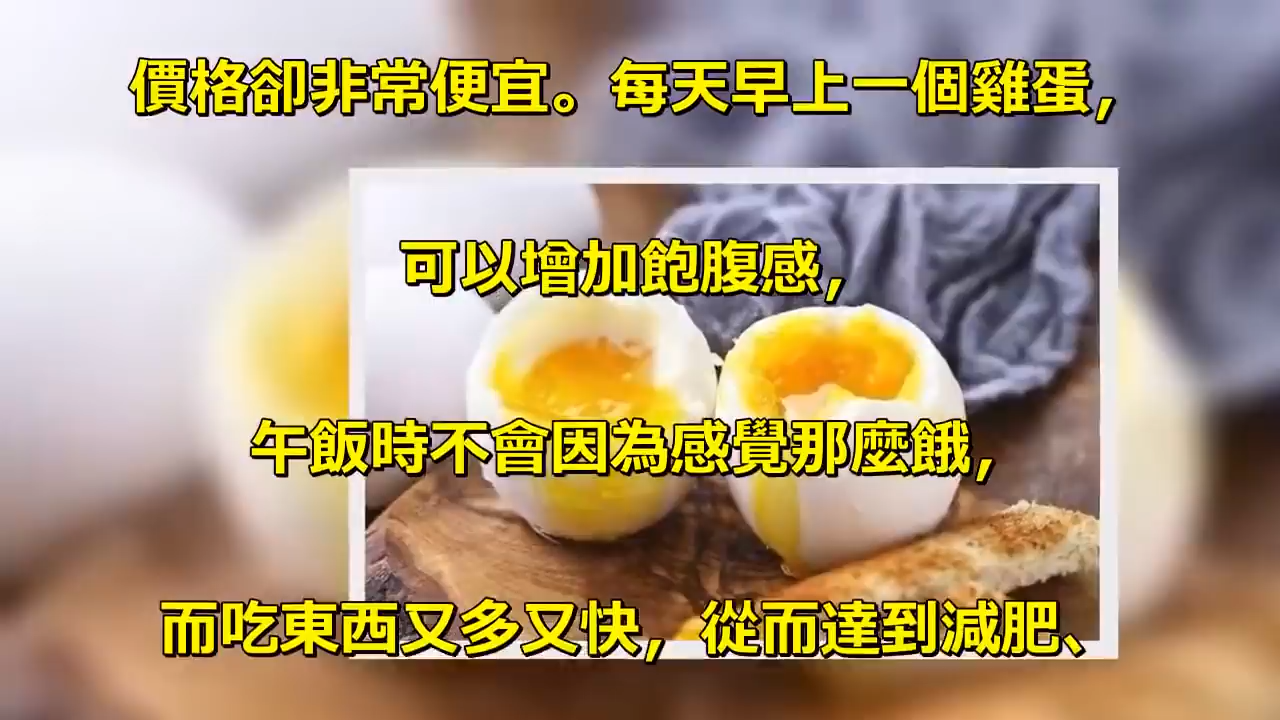 價格卻非常便宜。每天早上一個雞蛋，
可以增加飽腹感，
午飯時不會因為感覺那麼餓，
而吃東西又多又快，從而達到減肥、